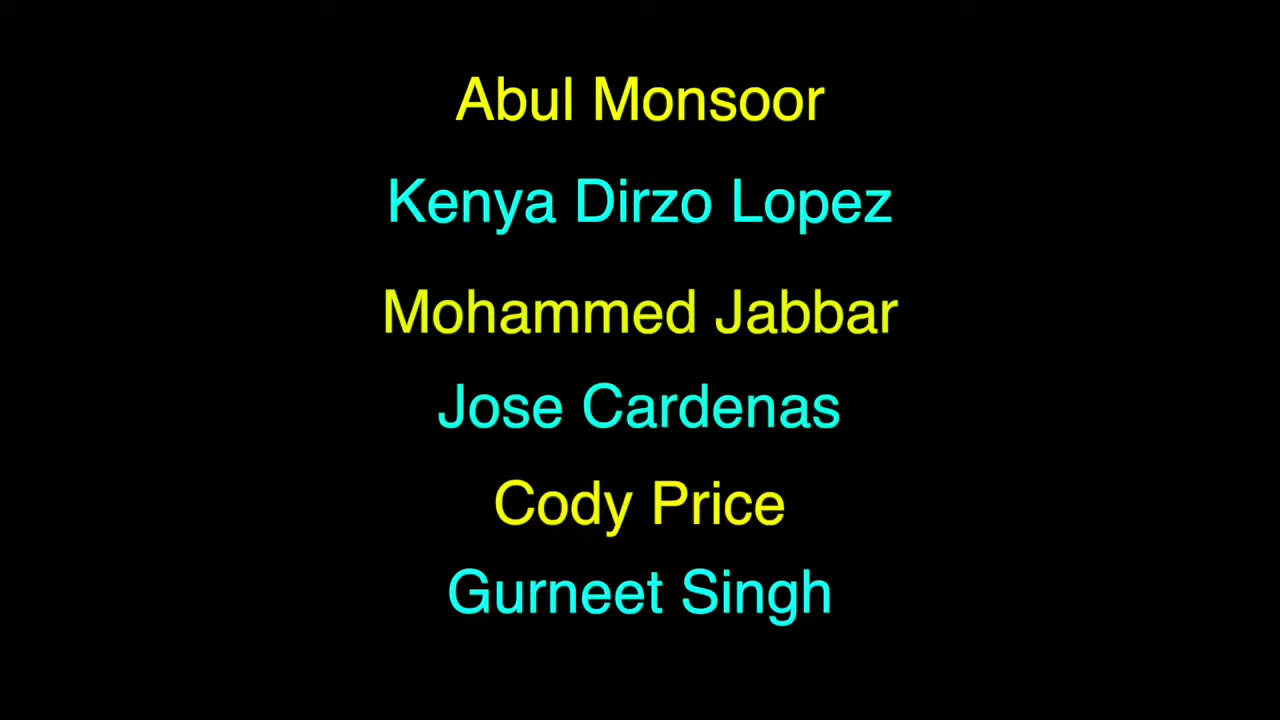 Abul Monsoor
Kenya Dirzo Lopez
Mohammed Jabbar
Jose Cardenas
Cody Price
Gurneet Singh